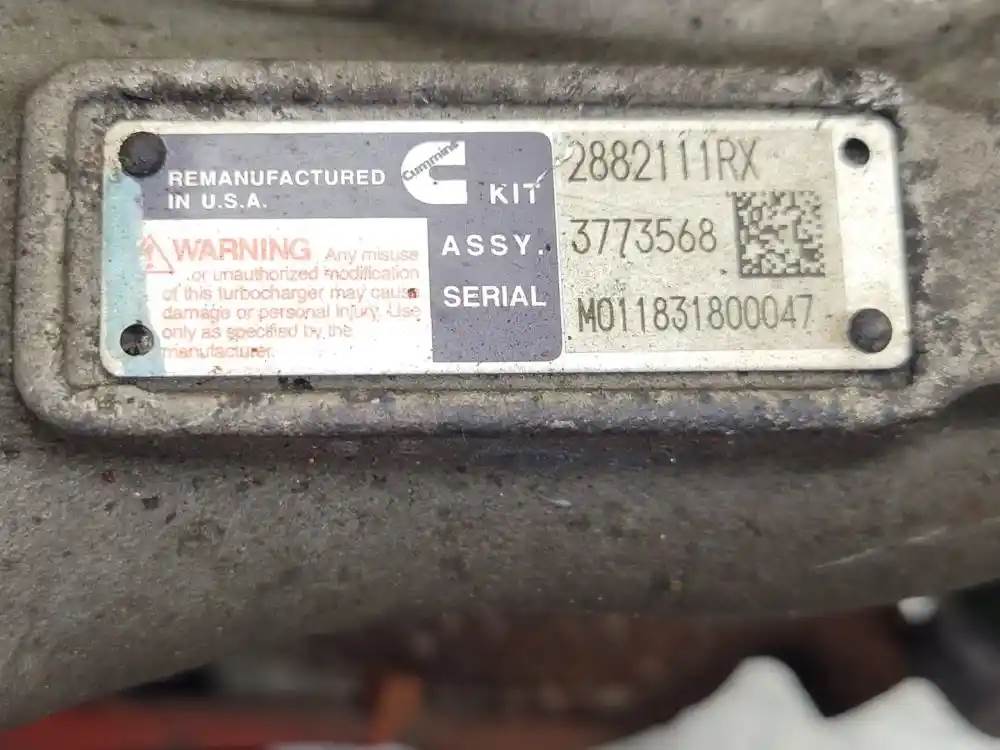 REMANUFACTURED
IN U.S.A.
Cummins
KIT 2882111RX
ASSY. 3773568
SERIAL M011831800047
WARNING Any misuse
or unauthorized modification
of this turbocharger may cause
damage or personal injury. Use
only as specified by the
manufacturer.